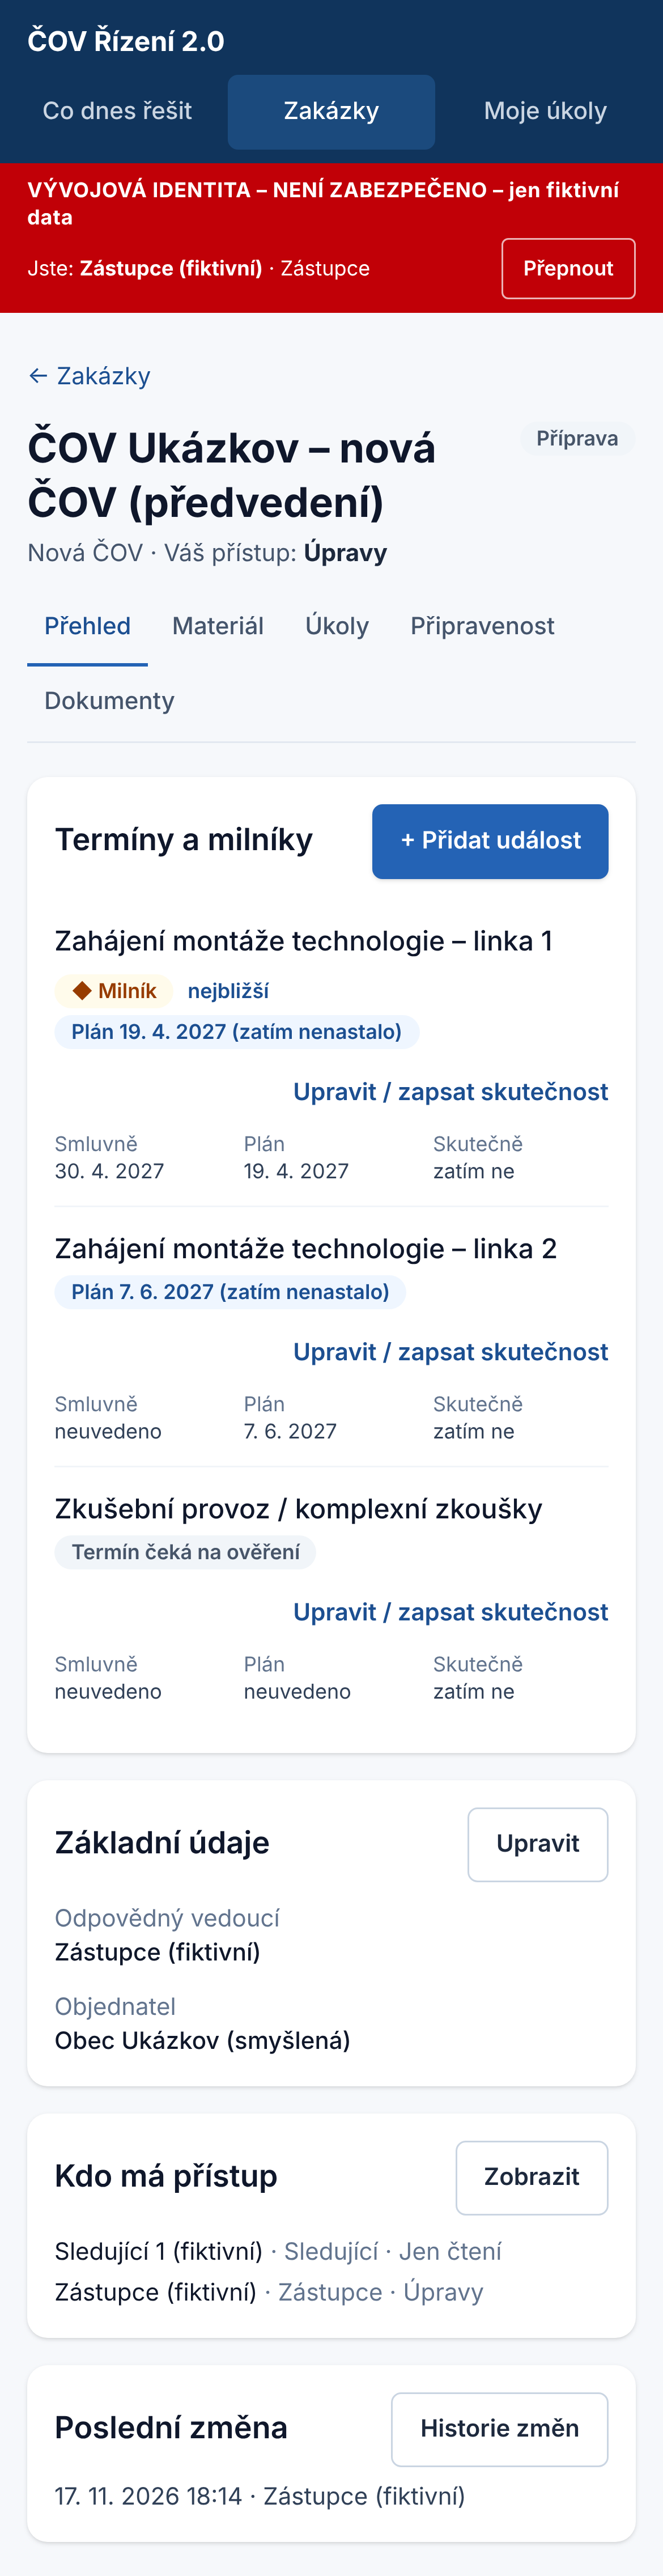 ČOV Řízení 2.0
Co dnes řešit
Zakázky
Moje úkoly
VÝVOJOVÁ IDENTITA – NENÍ ZABEZPEČENO – jen fiktivní
data
Jste: Zástupce (fiktivní) · Zástupce
Přepnout
← Zakázky
ČOV Ukázkov – nová
ČOV (předvedení)
Příprava
Nová ČOV · Váš přístup: Úpravy
Přehled
Materiál
Úkoly
Připravenost
Dokumenty
Termíny a milníky
+ Přidat událost
Zahájení montáže technologie – linka 1
◆ Milník
nejbližší
Plán 19. 4. 2027 (zatím nenastalo)
Upravit / zapsat skutečnost
Smluvně
Plán
Skutečně
30. 4. 2027
19. 4. 2027
zatím ne
Zahájení montáže technologie – linka 2
Plán 7. 6. 2027 (zatím nenastalo)
Upravit / zapsat skutečnost
Smluvně
Plán
Skutečně
neuvedeno
7. 6. 2027
zatím ne
Zkušební provoz / komplexní zkoušky
Termín čeká na ověření
Upravit / zapsat skutečnost
Smluvně
Plán
Skutečně
neuvedeno
neuvedeno
zatím ne
Základní údaje
Upravit
Odpovědný vedoucí
Zástupce (fiktivní)
Objednatel
Obec Ukázkov (smyšlená)
Kdo má přístup
Zobrazit
Sledující 1 (fiktivní) · Sledující · Jen čtení
Zástupce (fiktivní) · Zástupce · Úpravy
Poslední změna
Historie změn
17. 11. 2026 18:14 · Zástupce (fiktivní)